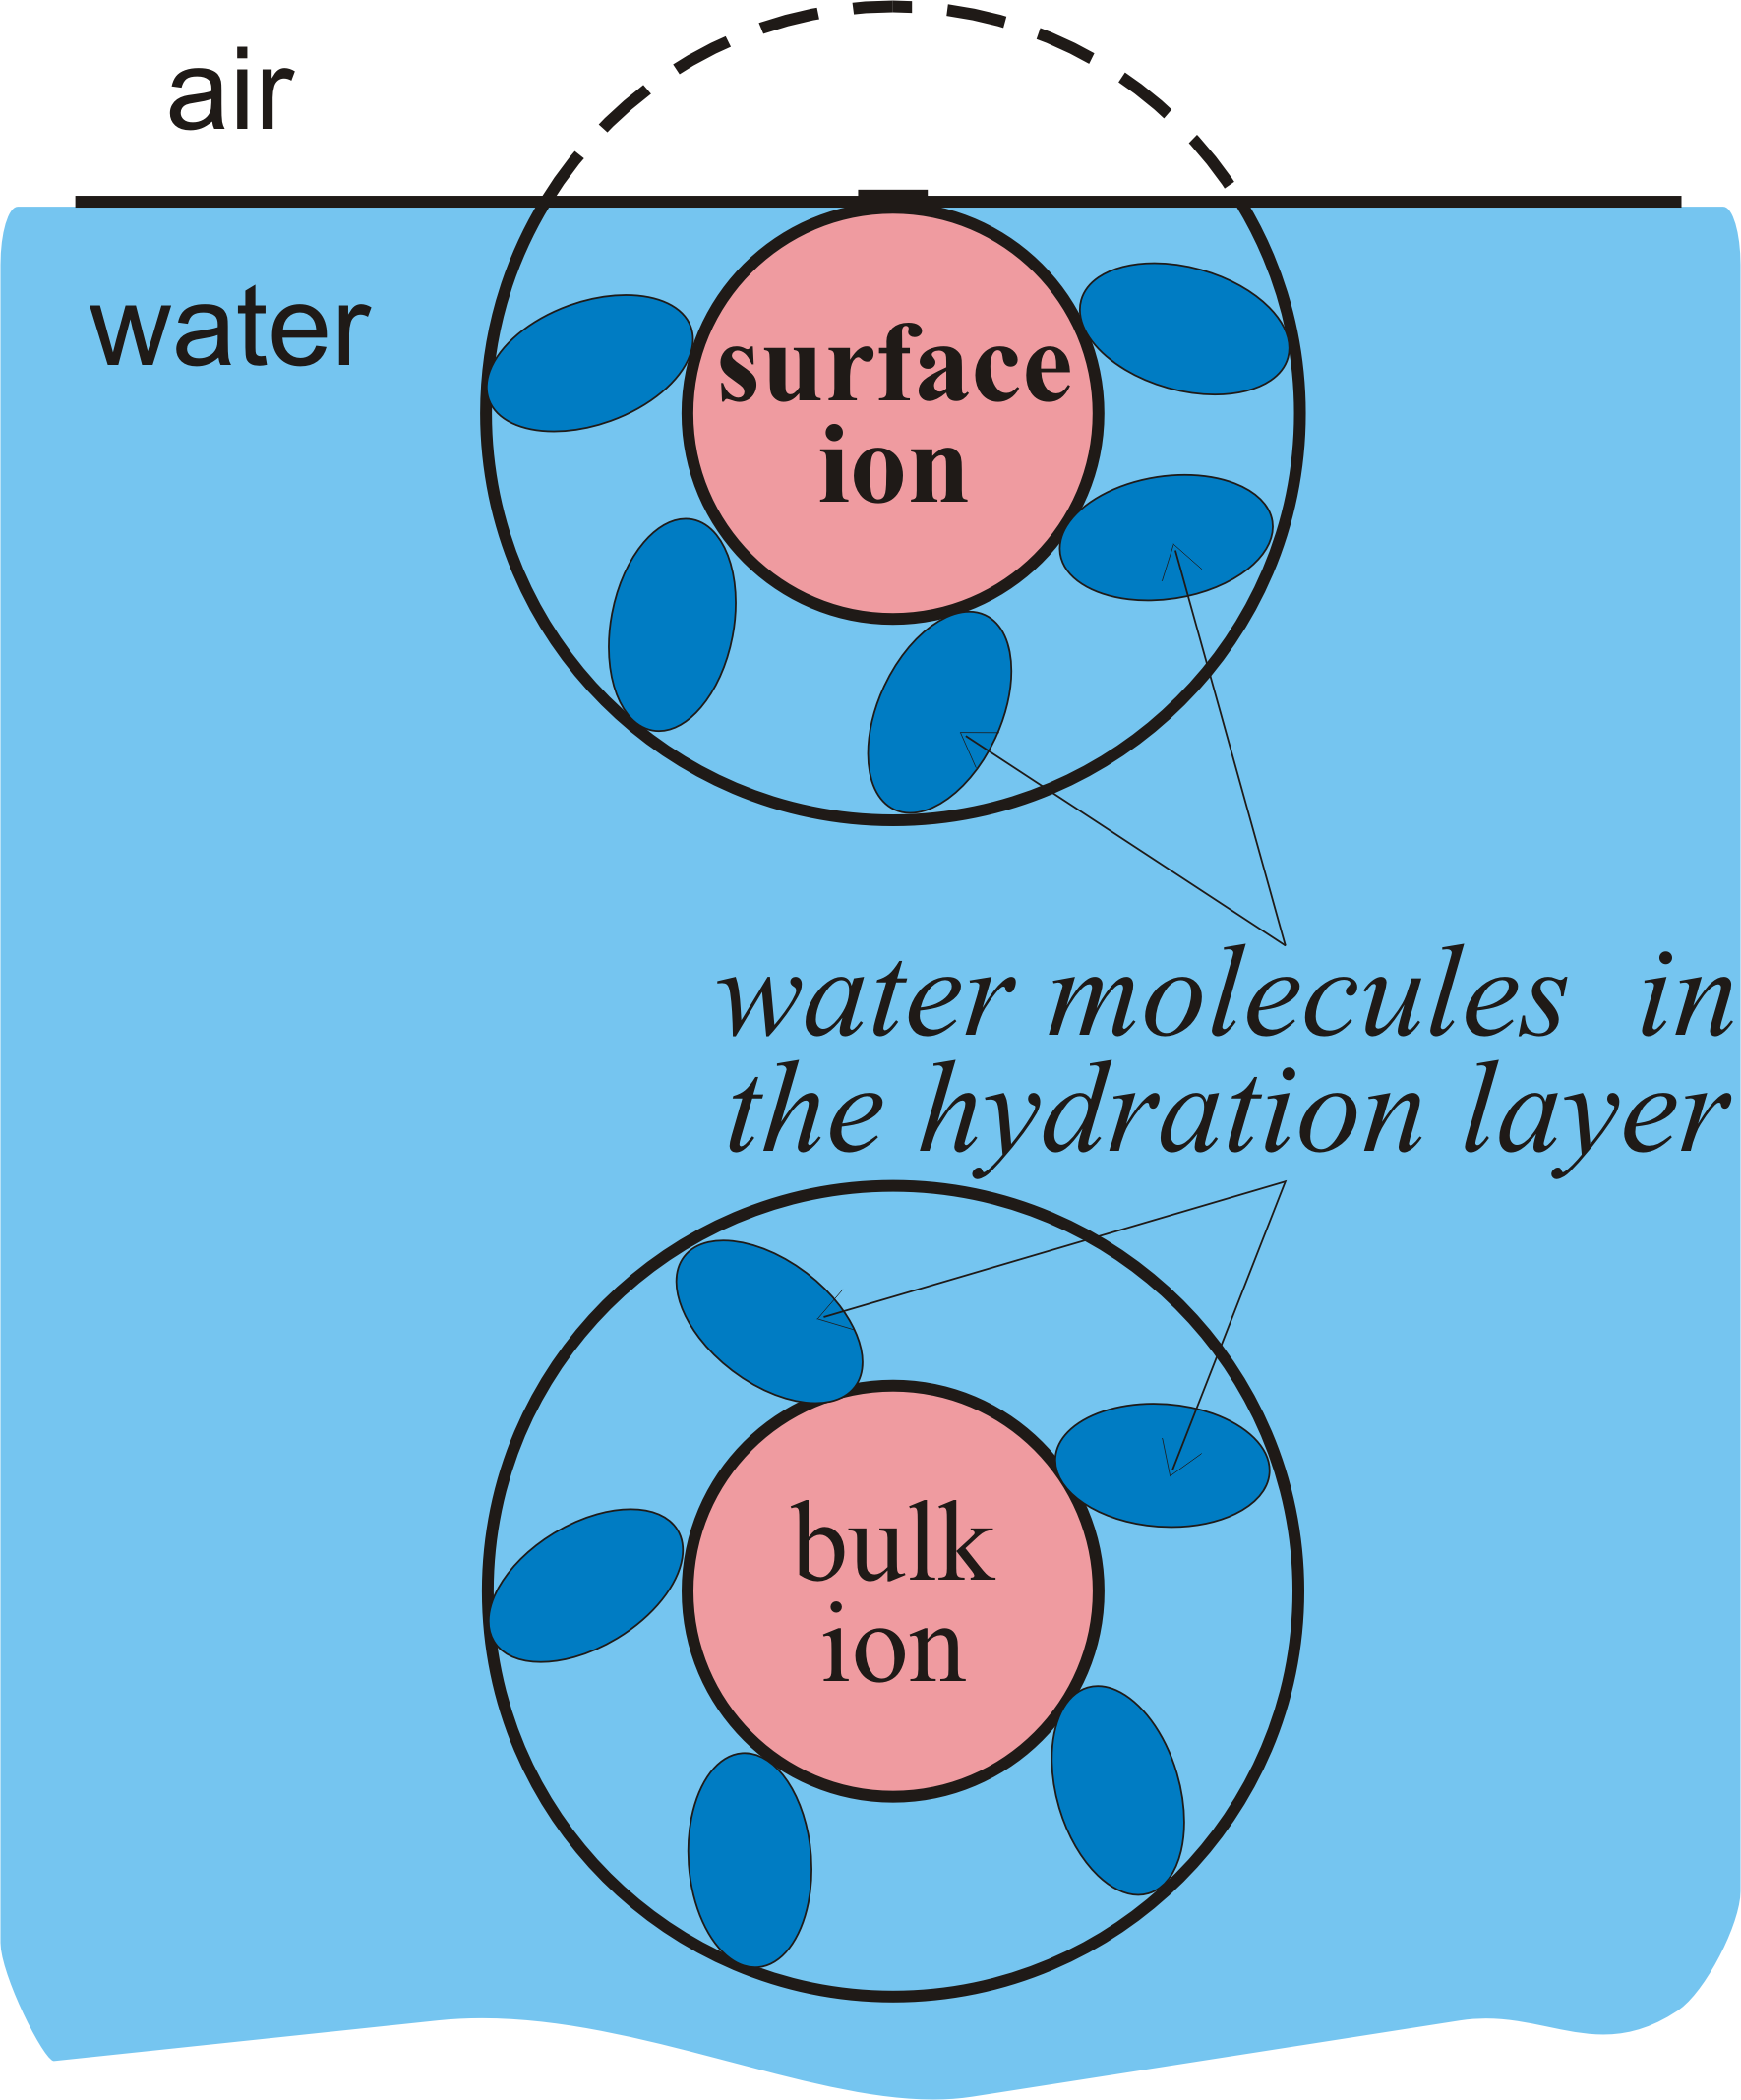 air
water
surface
ion
water molecules in
the hydration layer
bulk
ion